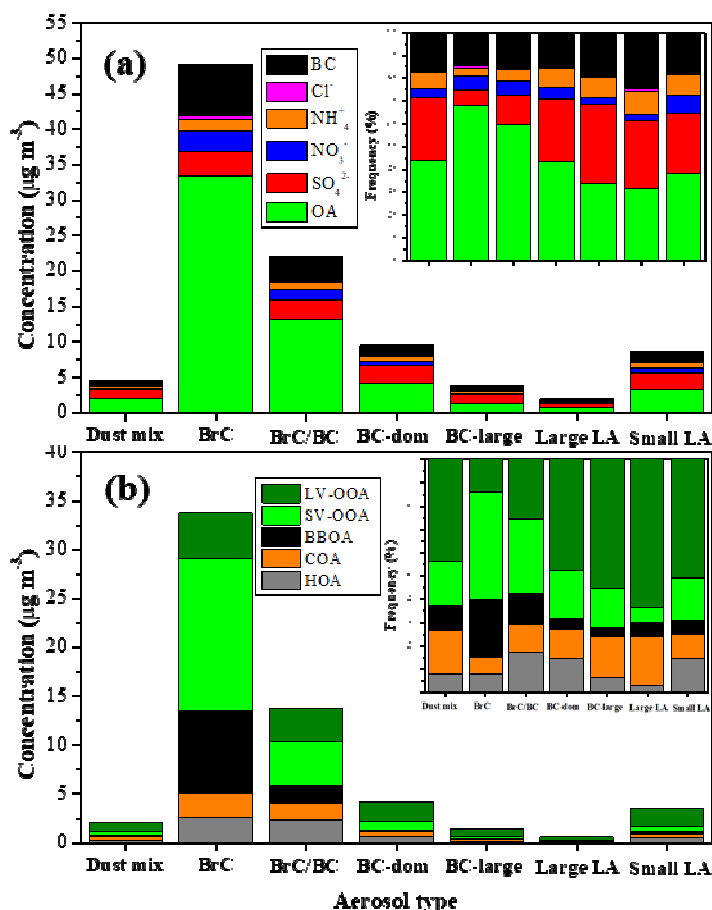 (a)
Concentration (µg m⁻³)
55
50
45
40
35
30
25
20
15
10
5
0
BC
Cl⁻
NH₄⁺
NO₃⁻
SO₄²⁻
OA
Frequency (%)
Dust mix BrC BrC/BC BC-dom BC-large Large LA Small LA
(b)
Concentration (µg m⁻³)
40
35
30
25
20
15
10
5
0
LV-OOA
SV-OOA
BBOA
COA
HOA
Frequency (%)
Dust mix BrC BrC/BC BC-dom BC-large Large LA Small LA
Dust mix BrC BrC/BC BC-dom BC-large Large LA Small LA
Aerosol type